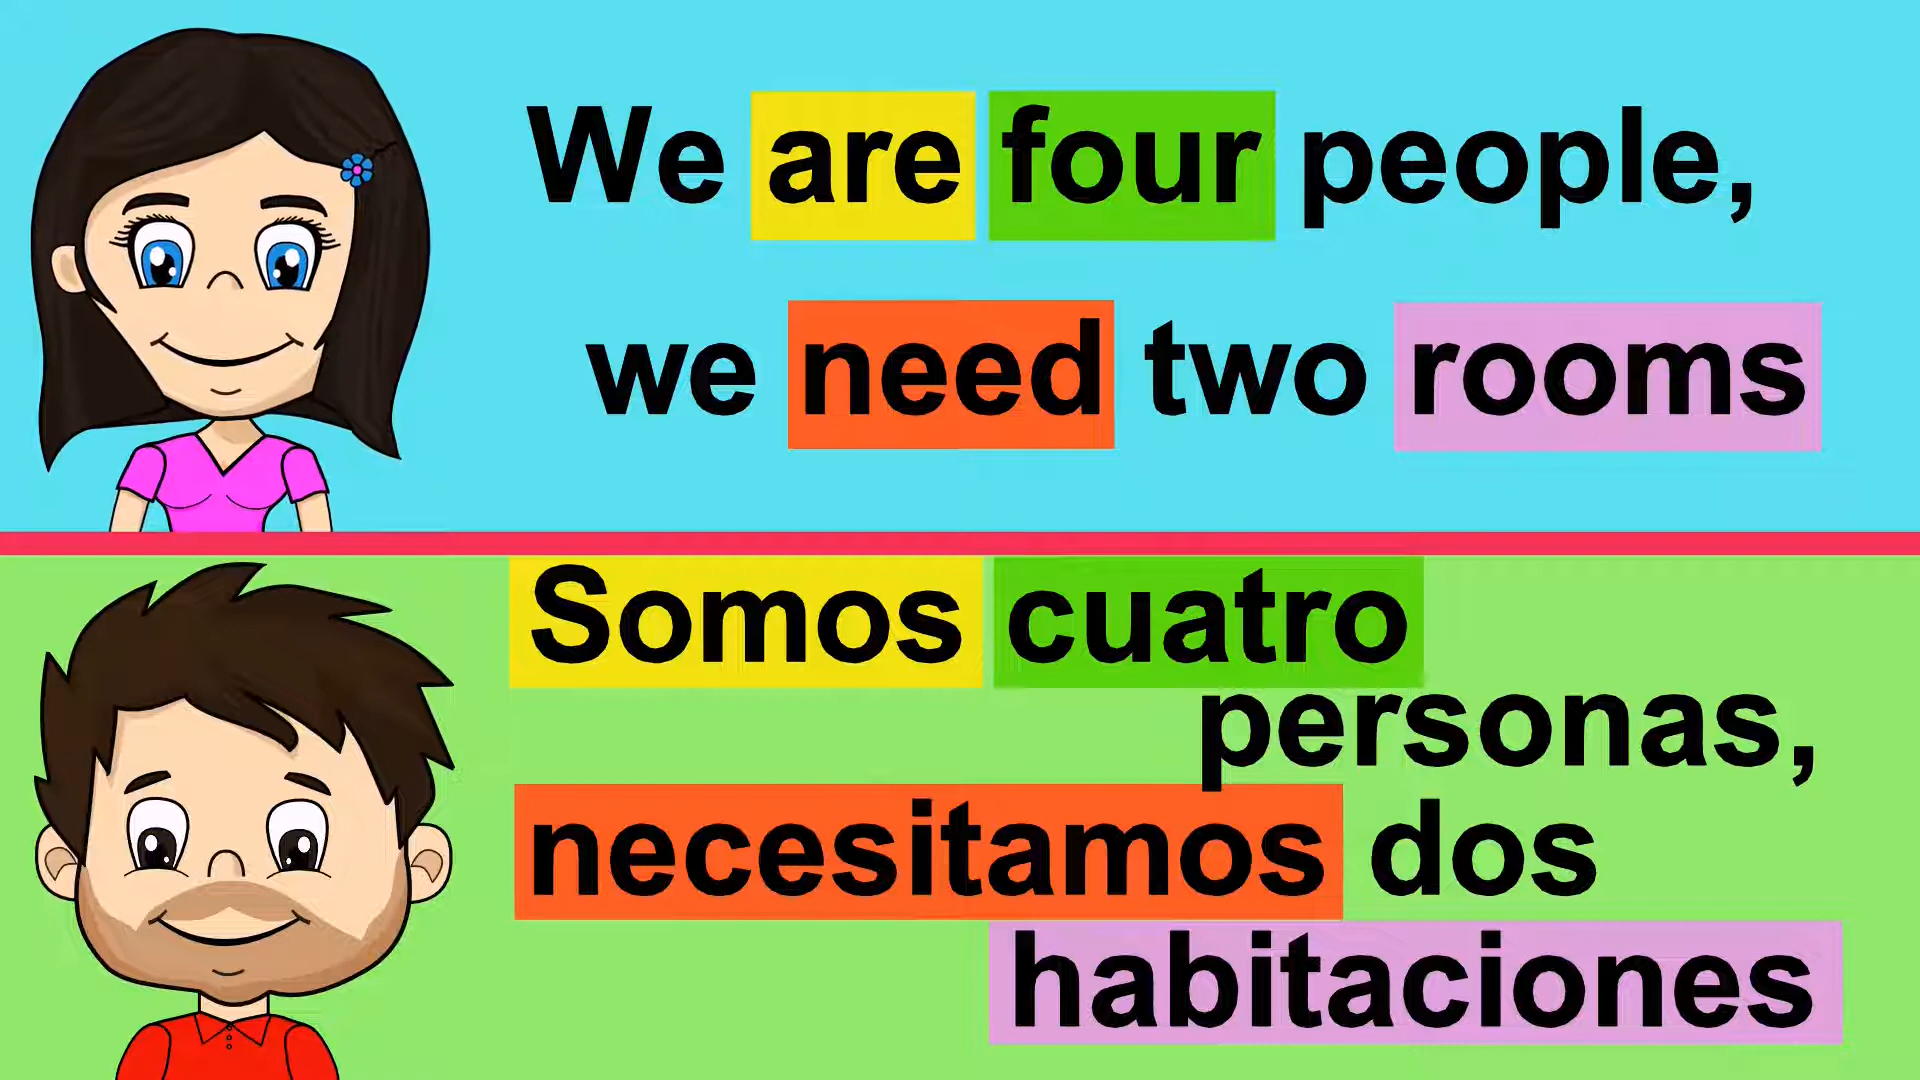 We are four people,
we need two rooms
Somos cuatro
personas,
necesitamos dos
habitaciones